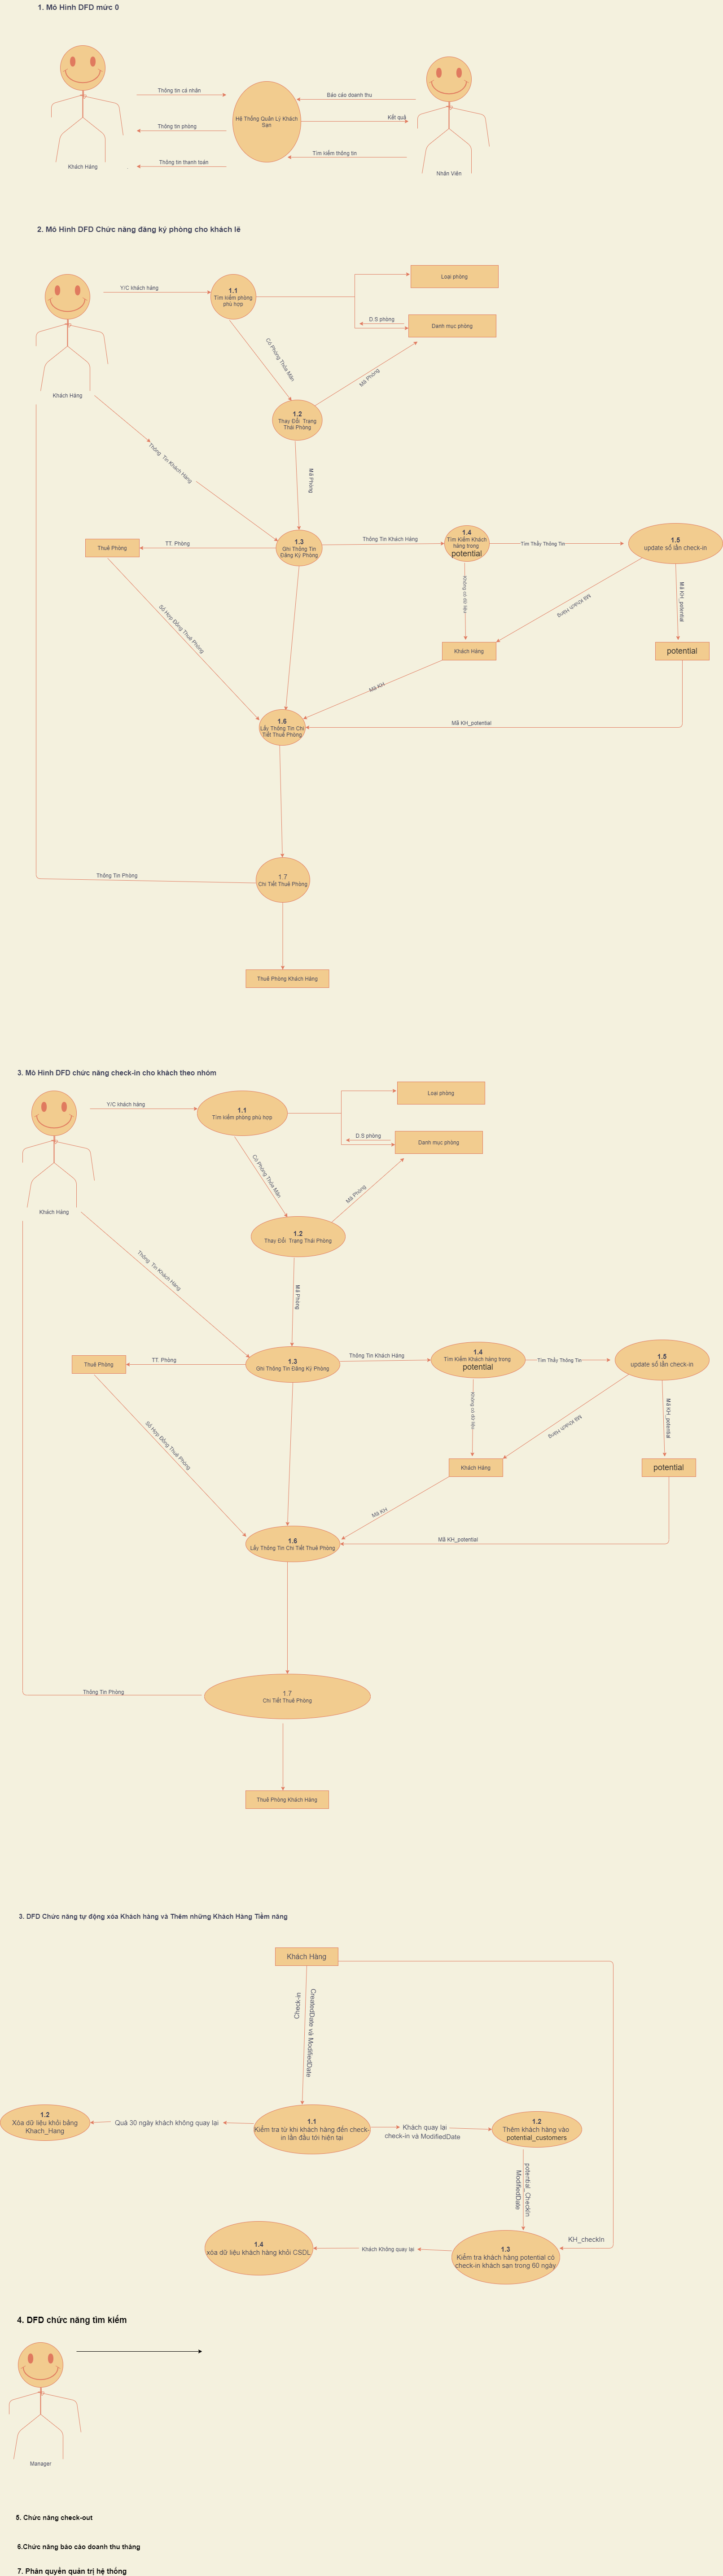 1. Mô Hình DFD mức 0
Thông tin cá nhân
Báo cáo doanh thu
Hệ Thống Quản Lý Khách
Sạn
Kết quả
Thông tin phòng
Tìm kiếm thông tin
Thông tin thanh toán
Khách Hàng
Nhân Viên
2. Mô Hình DFD Chức năng đăng ký phòng cho khách lẻ
Y/C khách hàng
1.1
Tìm kiếm phòng
phù hợp
Loại phòng
D.S phòng
Danh mục phòng
Có Phòng Thỏa Mãn
Mã Phòng
Khách Hàng
1.2
Thay Đổi Trạng
Thái Phòng
Thông Tin Khách Hàng
Mã Phòng
Thuê Phòng
TT. Phòng
1.3
Ghi Thông Tin
Đăng Ký Phòng
Thông Tin Khách Hàng
1.4
Tìm Kiếm Khách
hàng trong
potential
Tìm Thấy Thông Tin
1.5
update số lần check-in
Số Hợp Đồng Thuê Phòng
Không có dữ liệu
Mã Khách Hàng
Mã KH_potential
Khách Hàng
potential
Mã KH
1.6
Lấy Thông Tin Chi
Tiết Thuê Phòng
Mã KH_potential
Thông Tin Phòng
1.7
Chi Tiết Thuê Phòng
Thuê Phòng Khách Hàng
3. Mô Hình DFD chức năng check-in cho khách theo nhóm
Y/C khách hàng
1.1
Tìm kiếm phòng phù hợp
Loại phòng
D.S phòng
Danh mục phòng
Có Phòng Thỏa Mãn
Mã Phòng
Khách Hàng
1.2
Thay Đổi Trạng Thái Phòng
Thông Tin Khách Hàng
Mã Phòng
Thuê Phòng
TT. Phòng
1.3
Ghi Thông Tin Đăng Ký Phòng
Thông Tin Khách Hàng
1.4
Tìm Kiếm Khách hàng trong
potential
Tìm Thấy Thông Tin
1.5
update số lần check-in
Số Hợp Đồng Thuê Phòng
Không có dữ liệu
Mã Khách Hàng
Mã KH_potential
Khách Hàng
potential
Mã KH
1.6
Lấy Thông Tin Chi Tiết Thuê Phòng
Mã KH_potential
Thông Tin Phòng
1.7
Chi Tiết Thuê Phòng
Thuê Phòng Khách Hàng
3. DFD Chức năng tự động xóa Khách hàng và Thêm những Khách Hàng Tiềm năng
Khách Hàng
Check-in
CreatedDate và ModifiedDate
1.2
Xóa dữ liệu khỏi bảng
Khach_Hang
Quá 30 ngày khách không quay lại
1.1
Kiểm tra từ khi khách hàng đến check-
in lần đầu tới hiện tại
Khách quay lại
check-in và ModifiedDate
1.2
Thêm khách hàng vào
potential_customers
potential_CheckIn
ModifiedDate
KH_checkIn
1.4
xóa dữ liệu khách hàng khỏi CSDL
Khách Không quay lại
1.3
Kiểm tra khách hàng potential có
check-in khách sạn trong 60 ngày
4. DFD chức năng tìm kiếm
Manager
5. Chức năng check-out
6.Chức năng báo cáo doanh thu tháng
7. Phân quyền quản trị hệ thống